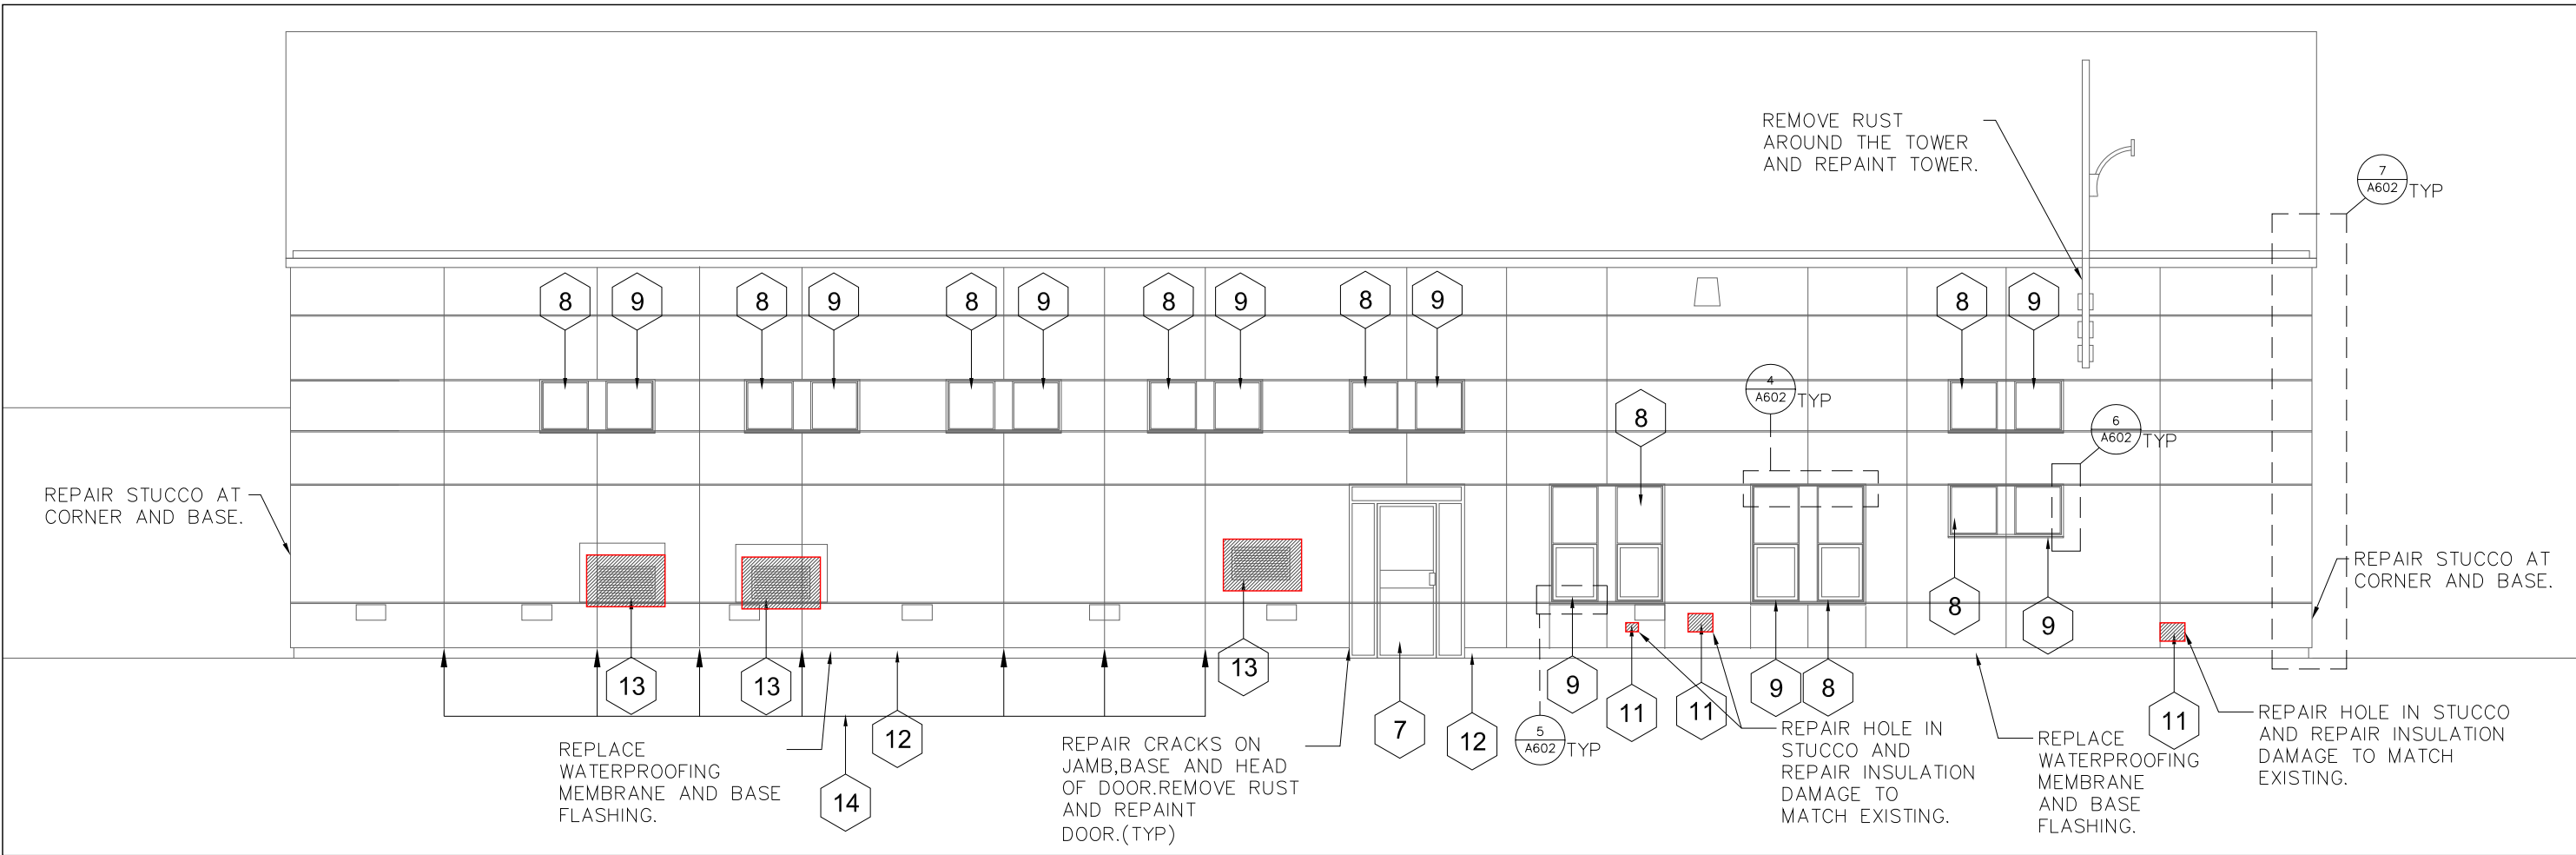 REMOVE RUST
AROUND THE TOWER
AND REPAINT TOWER.
7
A602
TYP
8
9
8
9
8
9
8
9
8
9
8
9
4
A602
TYP
8
6
A602
TYP
REPAIR STUCCO AT
CORNER AND BASE.
REPAIR STUCCO AT
CORNER AND BASE.
8
9
13
13
13
9
11
11
9
8
11
7
12
12
5
A602
TYP
14
REPLACE
WATERPROOFING
MEMBRANE AND BASE
FLASHING.
REPAIR CRACKS ON
JAMB,BASE AND HEAD
OF DOOR.REMOVE RUST
AND REPAINT
DOOR.(TYP)
REPAIR HOLE IN
STUCCO AND
REPAIR INSULATION
DAMAGE TO
MATCH EXISTING.
REPLACE
WATERPROOFING
MEMBRANE
AND BASE
FLASHING.
REPAIR HOLE IN STUCCO
AND REPAIR INSULATION
DAMAGE TO MATCH
EXISTING.